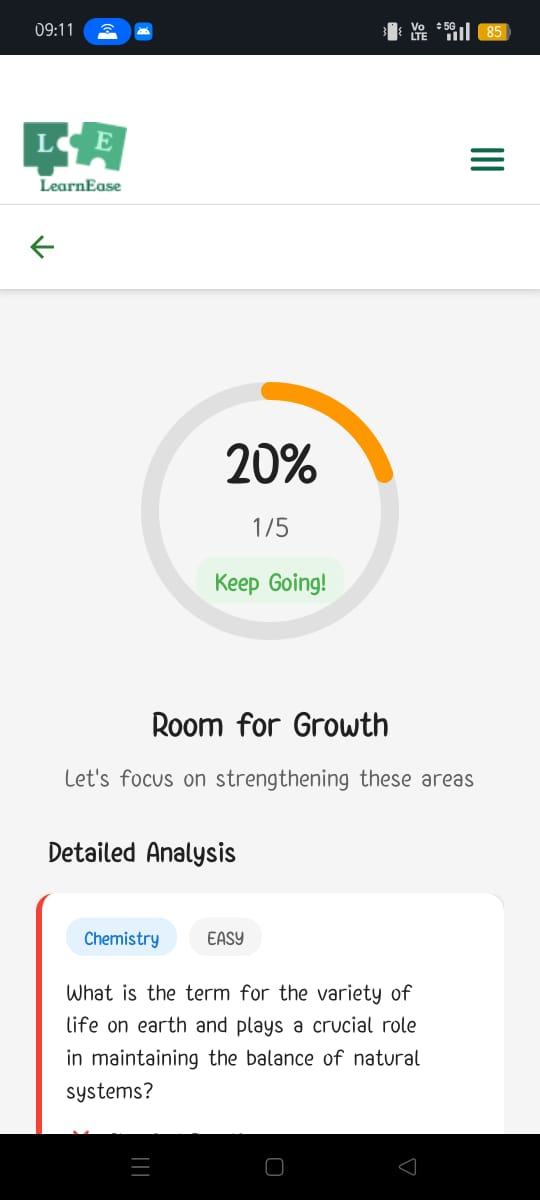 09:11
Vo
LTE
5G
85
L E
LearnEase
20%
1/5
Keep Going!
Room for Growth
Let's focus on strengthening these areas
Detailed Analysis
Chemistry
EASY
What is the term for the variety of
life on earth and plays a crucial role
in maintaining the balance of natural
systems?